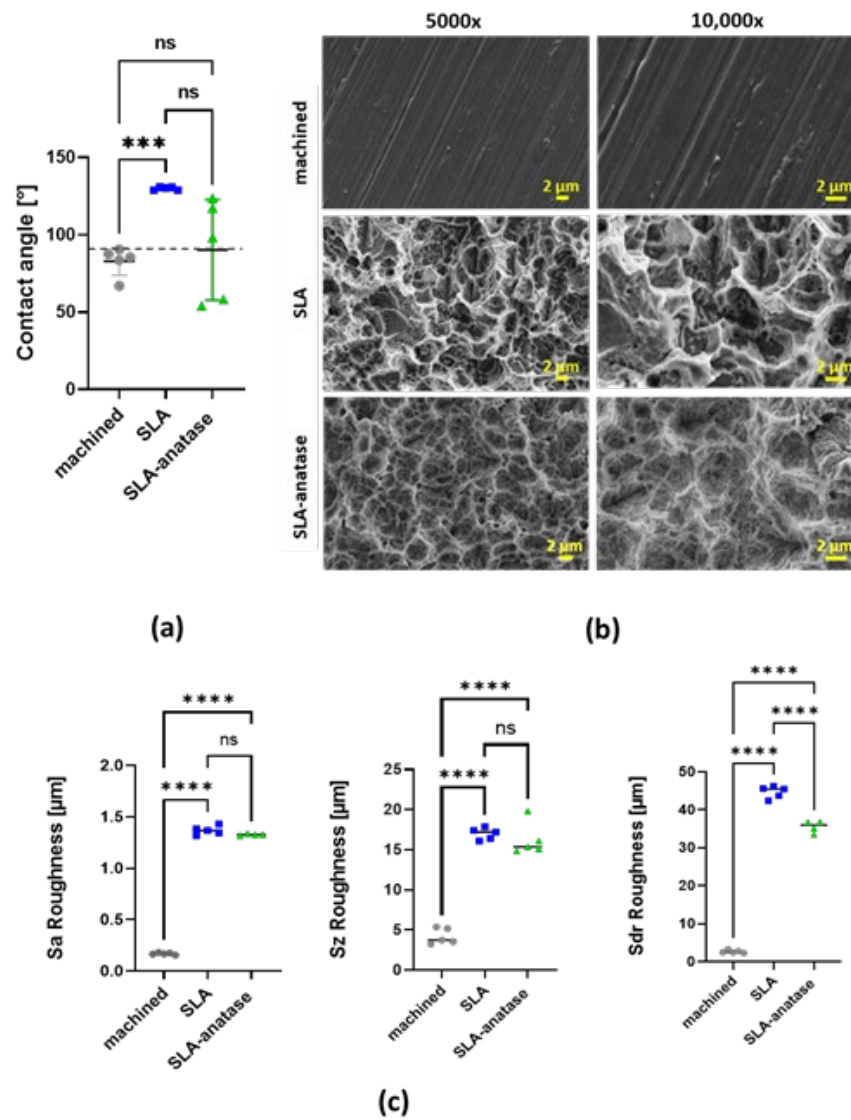 5000x
10,000x
ns
ns
***
150
100
50
0
Contact angle [°]
machined
SLA
SLA-anatase
machined
2 µm
2 µm
SLA
2 µm
2 µm
SLA-anatase
2 µm
2 µm
(a)
(b)
****
ns
****
2.0
1.5
1.0
0.5
0.0
Sa Roughness [µm]
machined
SLA
SLA-anatase
****
ns
****
25
20
15
10
5
0
Sz Roughness [µm]
machined
SLA
SLA-anatase
****
****
****
50
40
30
20
10
0
Sdr Roughness [µm]
machined
SLA
SLA-anatase
(c)